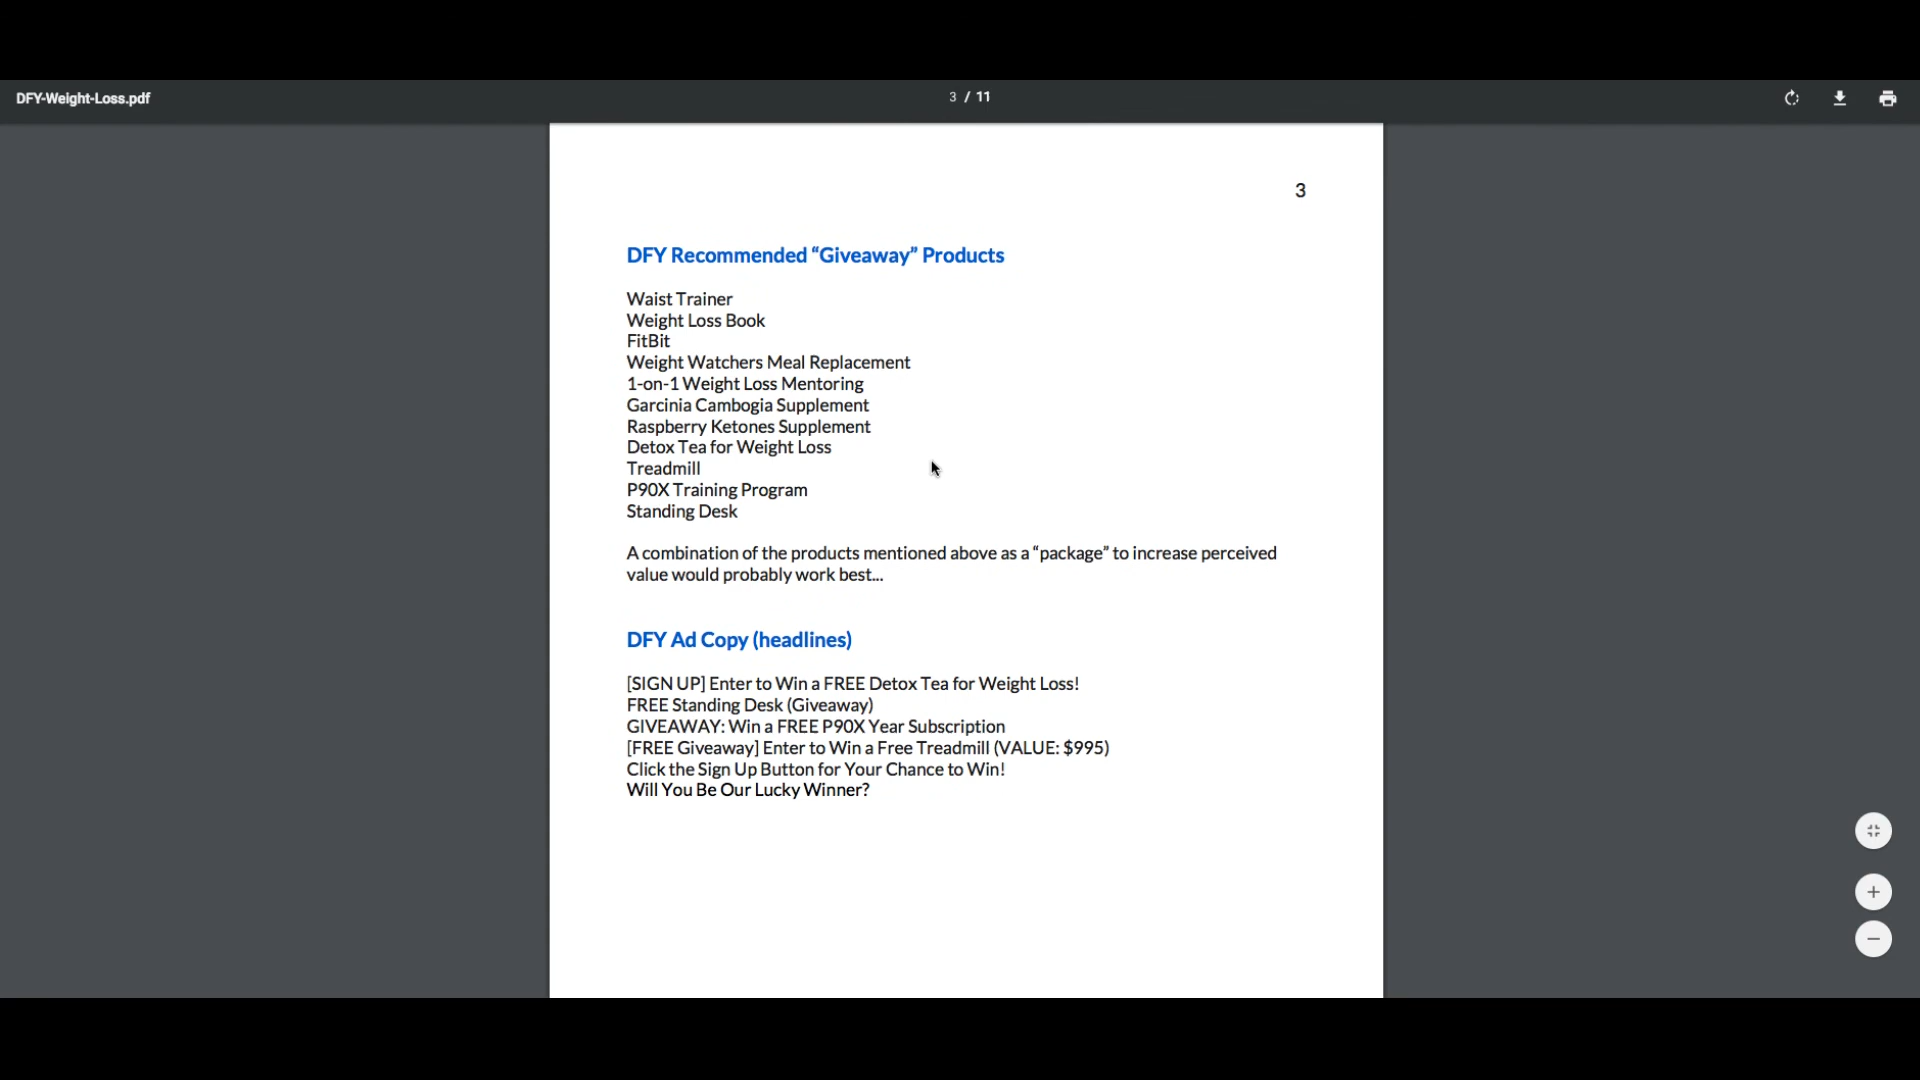 DFY-Weight-Loss.pdf
3 / 11
3
DFY Recommended “Giveaway” Products
Waist Trainer
Weight Loss Book
FitBit
Weight Watchers Meal Replacement
1-on-1 Weight Loss Mentoring
Garcinia Cambogia Supplement
Raspberry Ketones Supplement
Detox Tea for Weight Loss
Treadmill
P90X Training Program
Standing Desk
A combination of the products mentioned above as a “package” to increase perceived
value would probably work best...
DFY Ad Copy (headlines)
[SIGN UP] Enter to Win a FREE Detox Tea for Weight Loss!
FREE Standing Desk (Giveaway)
GIVEAWAY: Win a FREE P90X Year Subscription
[FREE Giveaway] Enter to Win a Free Treadmill (VALUE: $995)
Click the Sign Up Button for Your Chance to Win!
Will You Be Our Lucky Winner?